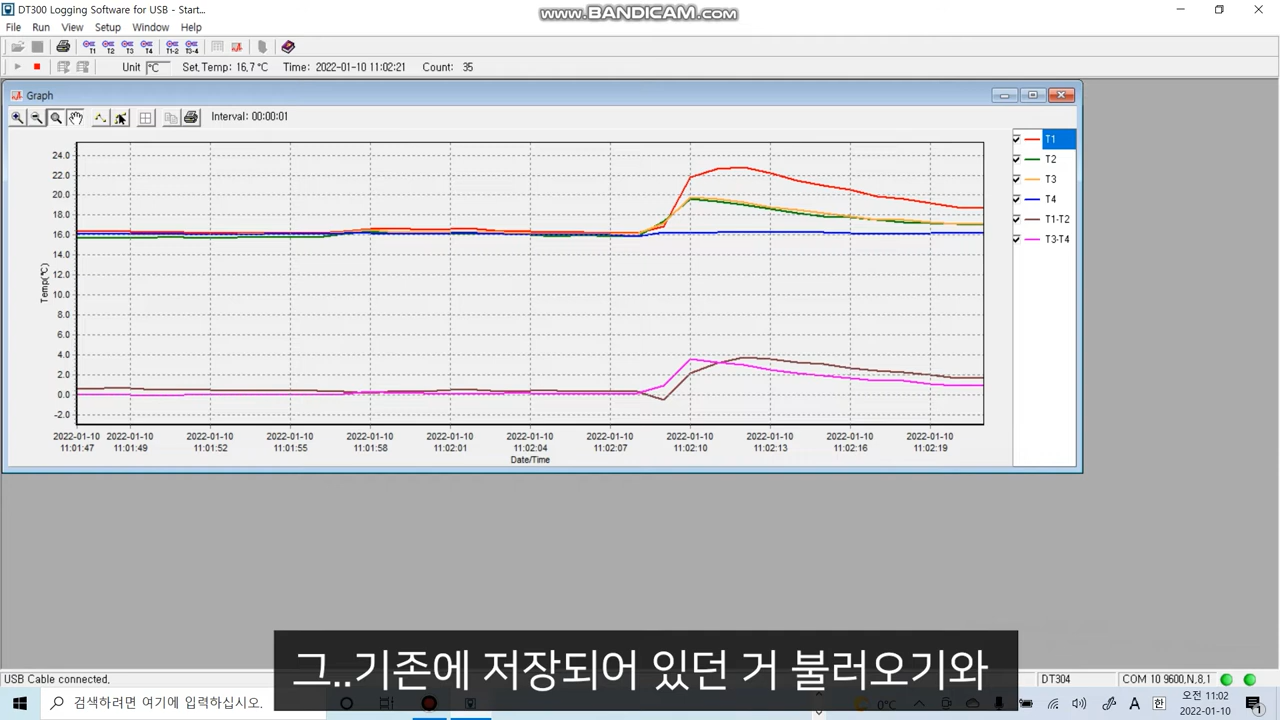 DT300 Logging Software for USB - Start...
www.BANDICAM.com
File Run View Setup Window Help
T1 T2 T3 T4 T1-2 T3-4
Unit °C Set, Temp: 16,7 °C Time: 2022-01-10 11:02:21 Count: 35
Graph
Interval: 00:00:01
24.0
22.0
20.0
18.0
16.0
14.0
12.0
10.0
8.0
6.0
4.0
2.0
0.0
-2.0
Temp(℃)
T1
T2
T3
T4
T1-T2
T3-T4
2022-01-10 2022-01-10 2022-01-10 2022-01-10 2022-01-10 2022-01-10 2022-01-10 2022-01-10 2022-01-10 2022-01-10 2022-01-10 2022-01-10
11:01:47 11:01:49 11:01:52 11:01:55 11:01:58 11:02:01 11:02:04 11:02:07 11:02:10 11:02:13 11:02:16 11:02:19
Date/Time
그..기존에 저장되어 있던 거 불러오기와
USB Cable connected
DT304 COM 10 9600,N,8,1
검색하려면 여기에 입력하십시오.
0°C
A 한
오전 11:02
2022-01-10
1